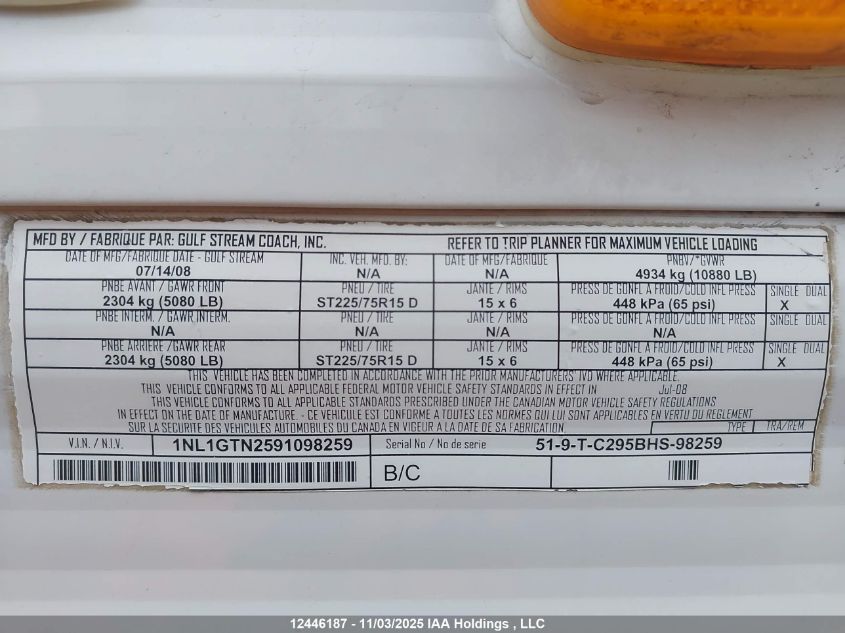 MFD BY / FABRIQUE PAR: GULF STREAM COACH, INC. REFER TO TRIP PLANNER FOR MAXIMUM VEHICLE LOADING
DATE OF MFG/FABRIQUE DATE - GULF STREAM INC. VEH. MFD. BY: DATE OF MFG/FABRIQUE PNBV/*GVWR
07/14/08 N/A N/A 4934 kg (10880 LB)
PNBE AVANT / GAWR FRONT PNEU / TIRE JANTE / RIMS PRESS DE GONFL A FROID/COLD INFL PRESS SINGLE DUAL
2304 kg (5080 LB) ST225/75R15 D 15 x 6 448 kPa (65 psi) X
PNBE INTERM. / GAWR INTERM. PNEU / TIRE JANTE / RIMS PRESS DE GONFL A FROID/COLD INFL PRESS SINGLE DUAL
N/A N/A N/A N/A
PNBE ARRIERE / GAWR REAR PNEU / TIRE JANTE / RIMS PRESS DE GONFL A FROID/COLD INFL PRESS SINGLE DUAL
2304 kg (5080 LB) ST225/75R15 D 15 x 6 448 kPa (65 psi) X
THIS VEHICLE HAS BEEN COMPLETED IN ACCORDANCE WITH THE PRIOR MANUFACTURERS' IVD WHERE APPLICABLE.
THIS VEHICLE CONFORMS TO ALL APPLICABLE FEDERAL MOTOR VEHICLE SAFETY STANDARDS IN EFFECT IN Jul-08
THIS VEHICLE CONFORMS TO ALL APPLICABLE STANDARDS PRESCRIBED UNDER THE CANADIAN MOTOR VEHICLE SAFETY REGULATIONS
IN EFFECT ON THE DATE OF MANUFACTURE. - CE VEHICULE EST CONFORME A TOUTES LES NORMES QUI LUI SONT APPLICABLES EN VERTU DU REGLEMENT
SUR LA SECURITE DES VEHICULES AUTOMOBILES DU CANADA EN VIGEUR A LA DATE DE SA FABRICATION. TYPE TRA/REM
V.I.N. / N.I.V. 1NL1GTN2591098259 Serial No / No de serie 51-9-T-C295BHS-98259
B/C
12446187 - 11/03/2025 IAA Holdings , LLC